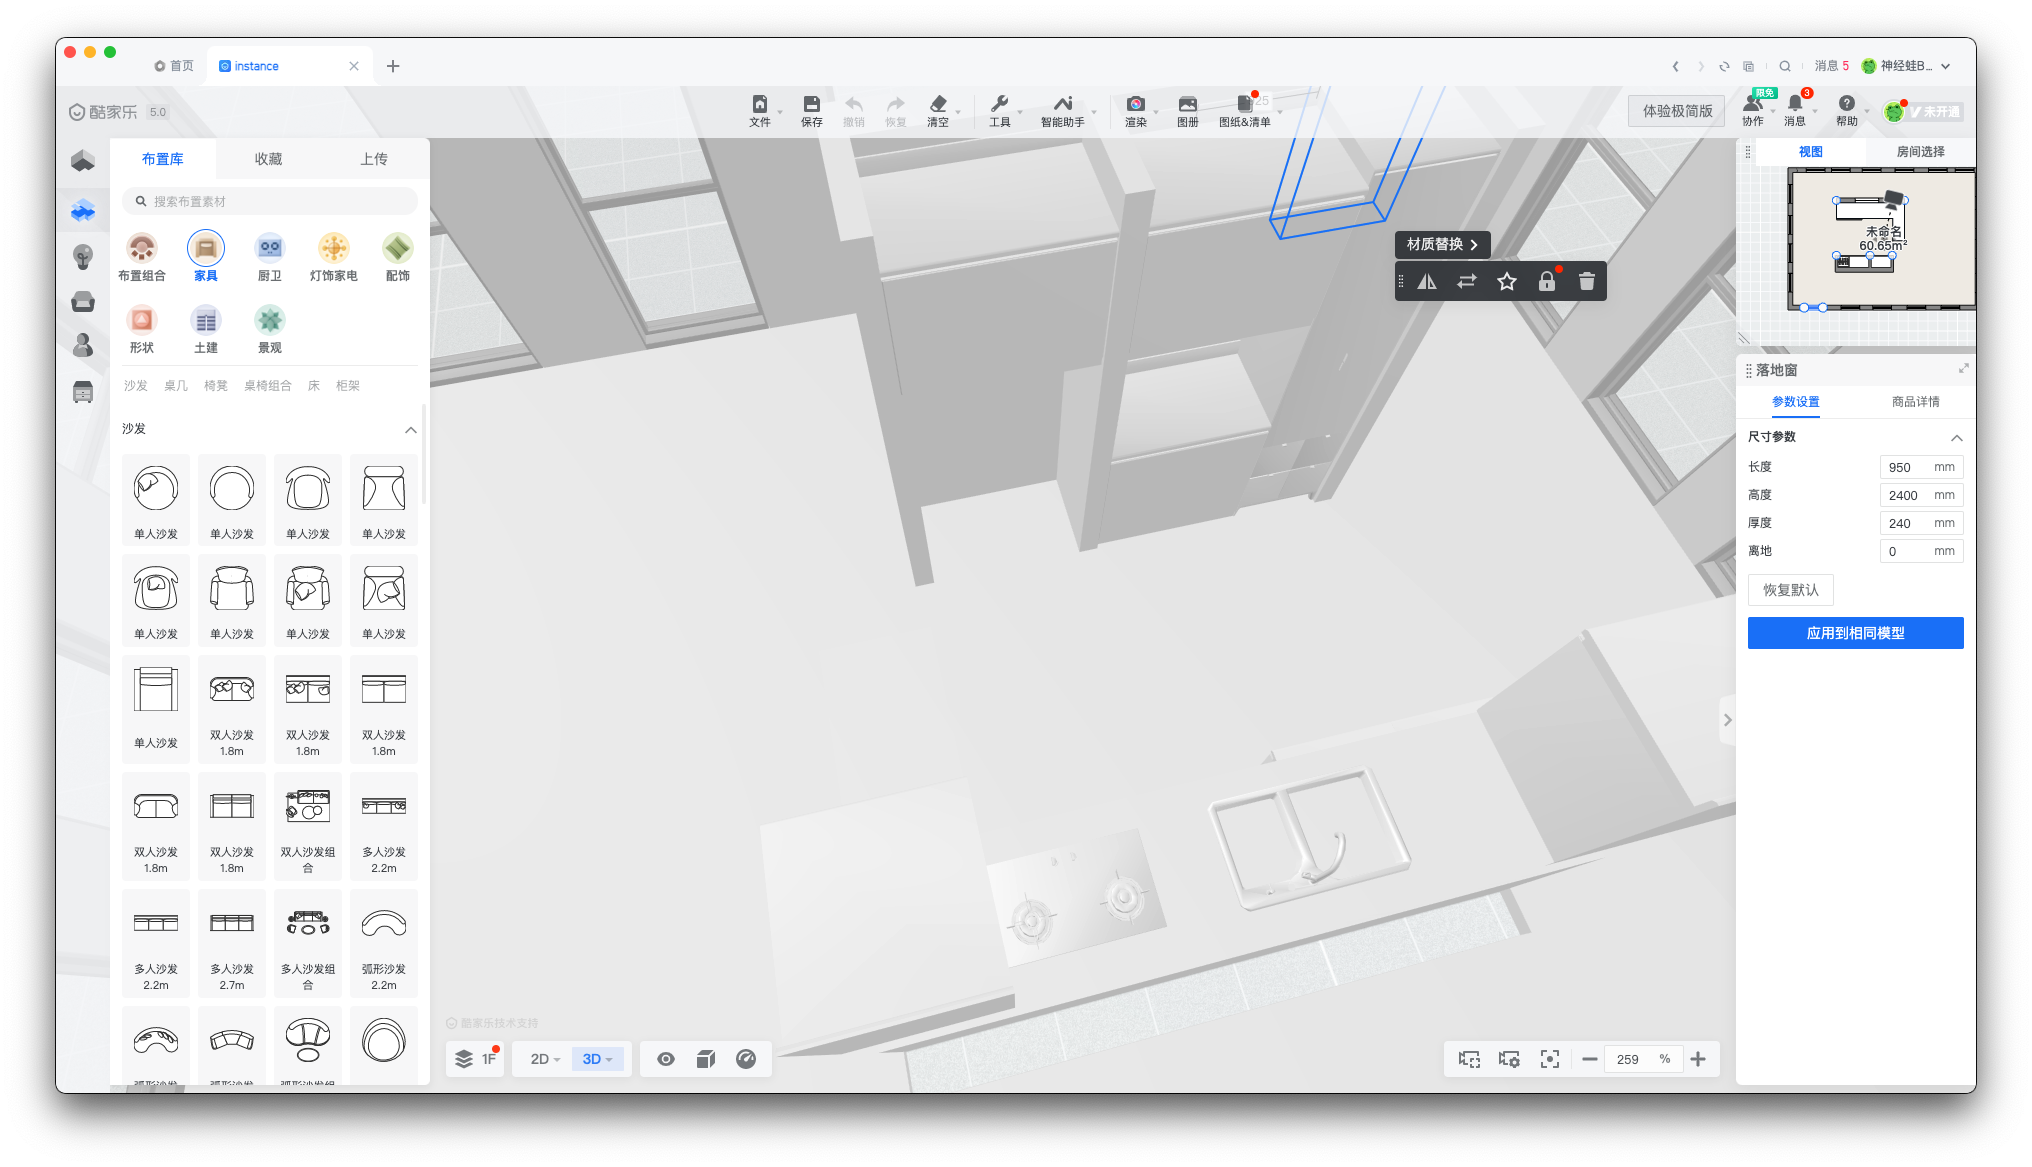 首页
instance
消息 5
神经蛙B...
酷家乐 5.0
文件
保存
撤销
恢复
清空
工具
智能助手
渲染
图册
图纸&清单
体验极简版
限免
协作
3
消息
帮助
未开通
布置库
收藏
上传
搜索布置素材
布置组合
家具
厨卫
灯饰家电
配饰
形状
土建
景观
沙发 桌几 椅凳 桌椅组合 床 柜架
沙发
单人沙发
单人沙发
单人沙发
单人沙发
单人沙发
单人沙发
单人沙发
单人沙发
单人沙发
双人沙发
1.8m
双人沙发
1.8m
双人沙发
1.8m
双人沙发
1.8m
双人沙发
1.8m
双人沙发组
合
多人沙发
2.2m
多人沙发
2.2m
多人沙发
2.7m
多人沙发组
合
弧形沙发
2.2m
材质替换
酷家乐技术支持
1F
2D
3D
259 %
视图
房间选择
未命名
60.65m²
落地窗
参数设置
商品详情
尺寸参数
长度 950 mm
高度 2400 mm
厚度 240 mm
离地 0 mm
恢复默认
应用到相同模型